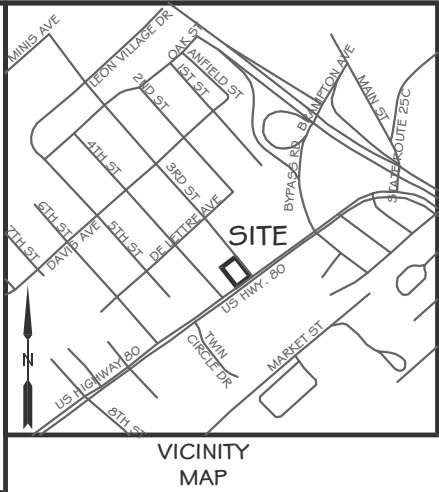 MINIS AVE
LEON VILLAGE DR
OAK ST
ANFIELD ST
1ST ST
2ND ST
BRAMPTON AVE
MAIN ST
STATE ROUTE 25C
BYPASS RD
4TH ST
3RD ST
DE LETTRE AVE
6TH ST
5TH ST
7TH ST
DAVIS AVE
SITE
US HWY. 80
N
TWIN
CIRCLE DR
MARKET ST
US HIGHWAY 80
8TH ST
VICINITY
MAP